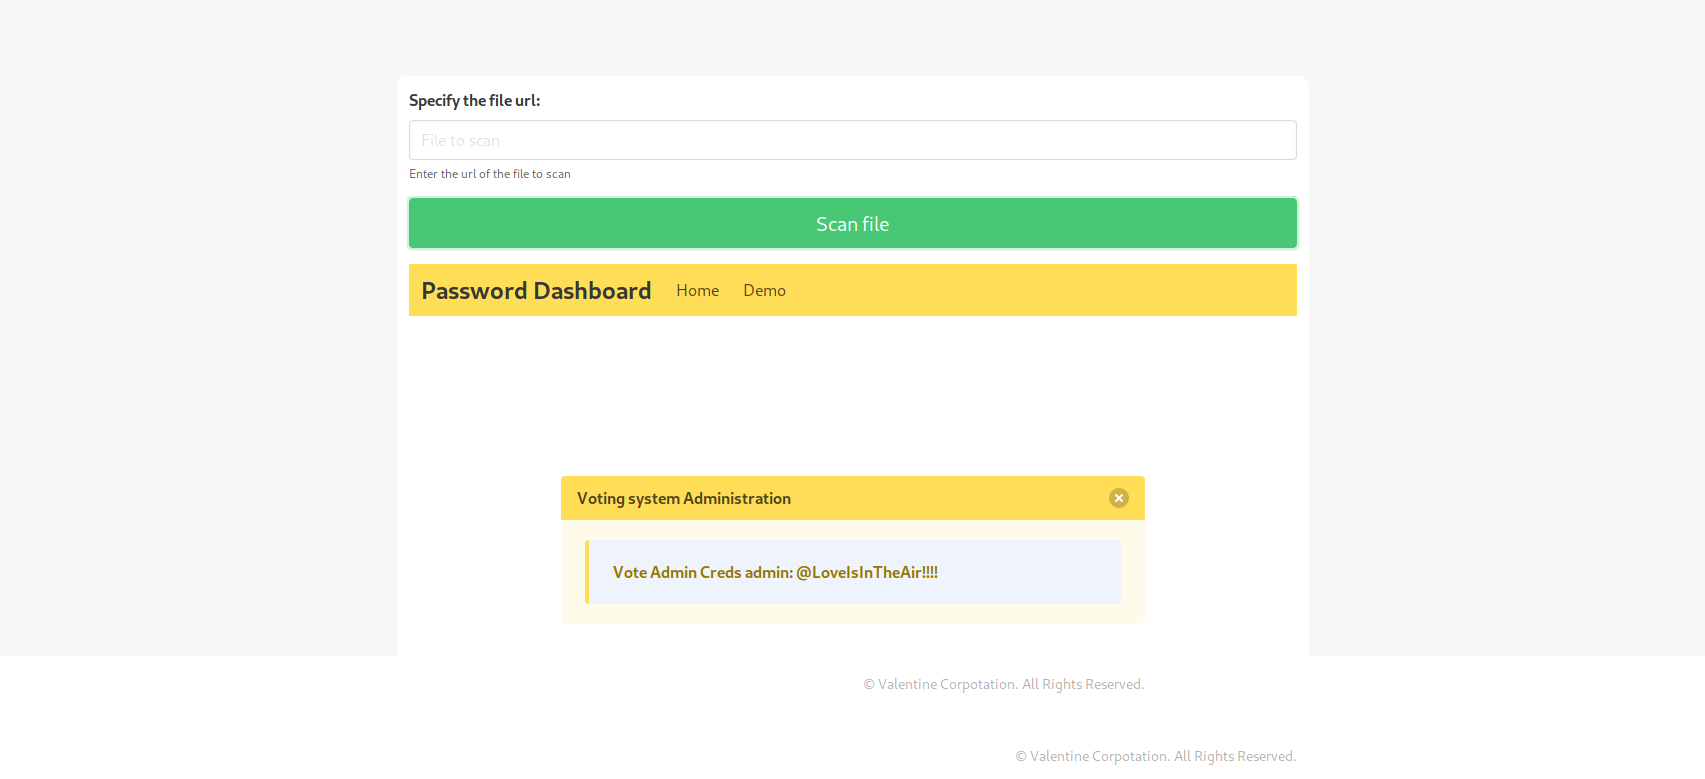 Specify the file url:
File to scan
Enter the url of the file to scan
Scan file
Password Dashboard Home Demo
Voting system Administration
Vote Admin Creds admin: @LoveIsInTheAir!!!!
© Valentine Corpotation. All Rights Reserved.
© Valentine Corpotation. All Rights Reserved.